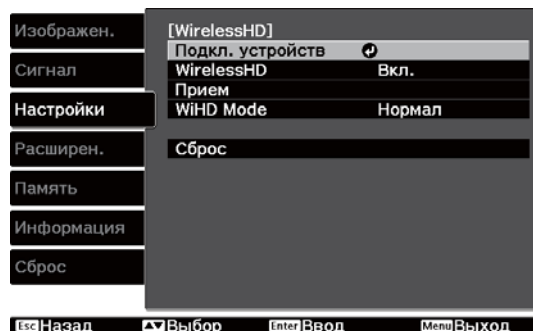 Изображен.
Сигнал
Настройки
Расширен.
Память
Информация
Сброс
[WirelessHD]
Подкл. устройств
WirelessHD Вкл.
Прием
WiHD Mode Нормал
Сброс
Esc Назад Выбор Enter Ввод Menu Выход